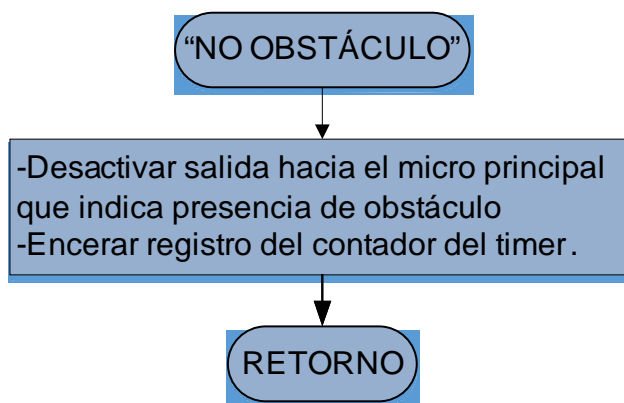 “NO OBSTÁCULO”
-Desactivar salida hacia el micro principal
que indica presencia de obstáculo
-Encerar registro del contador del timer.
RETORNO